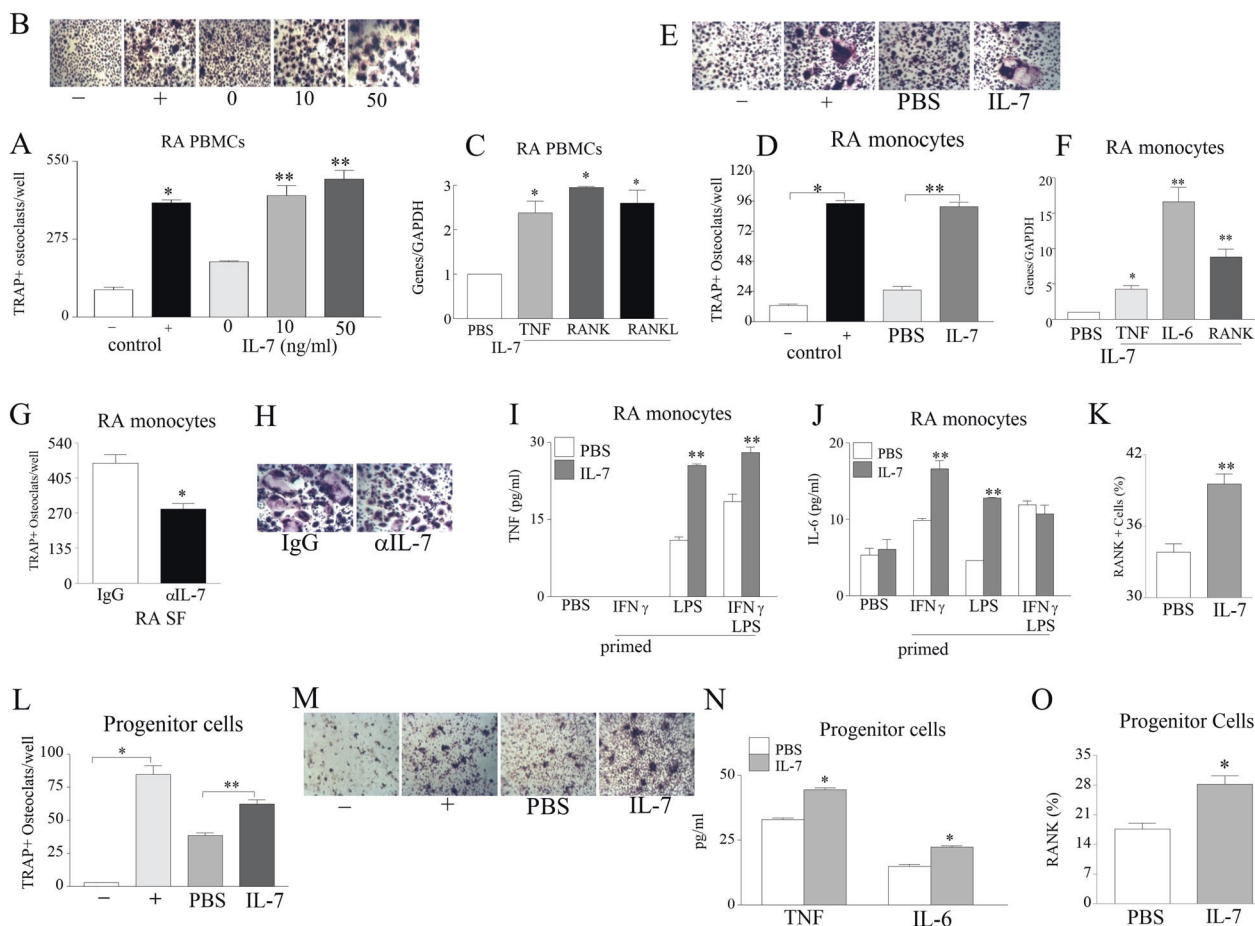 B
− + 0 10 50
E
− + PBS IL-7
A
RA PBMCs
TRAP+ osteoclasts/well
550
275
0
*
**
**
− + 0 10 50
control IL-7 (ng/ml)
C
RA PBMCs
Genes/GAPDH
3
2
1
0
*
*
*
PBS TNF RANK RANKL
IL-7
D
RA monocytes
TRAP+ Osteoclats/well
120
96
72
48
24
0
*
**
− + PBS IL-7
control
F
RA monocytes
Genes/GAPDH
20
15
10
5
0
*
**
**
PBS TNF IL-6 RANK
IL-7
G
RA monocytes
TRAP+ Osteoclats/well
540
405
270
135
0
*
IgG αIL-7
RA SF
H
IgG αIL-7
I
RA monocytes
PBS
IL-7
TNF (pg/ml)
30
15
0
**
**
PBS IFN γ LPS IFN γ
LPS
primed
J
RA monocytes
PBS
IL-7
IL-6 (pg/ml)
20
15
10
5
0
**
**
PBS IFN γ LPS IFN γ
LPS
primed
K
RANK + Cells (%)
42
36
30
**
PBS IL-7
L
Progenitor cells
TRAP+ Osteoclats/well
100
75
50
25
0
*
**
− + PBS IL-7
M
− + PBS IL-7
N
Progenitor cells
PBS
IL-7
pg/ml
50
25
0
*
*
TNF IL-6
O
Progenitor Cells
RANK (%)
35
28
21
14
7
0
*
PBS IL-7